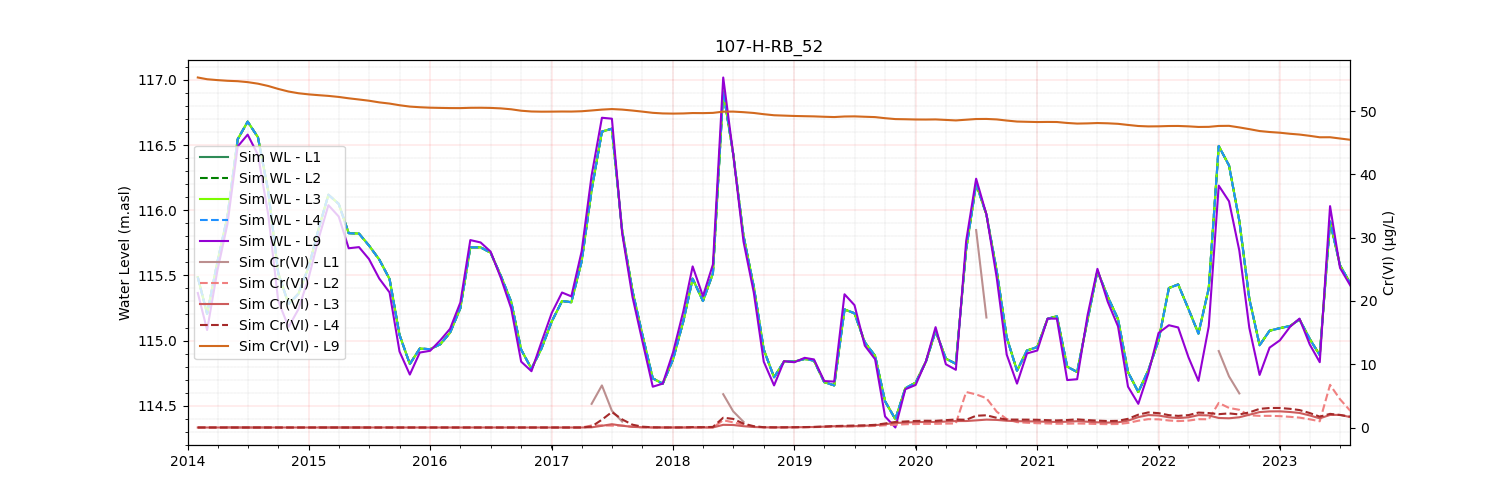 107-H-RB_52
117.0
116.5
116.0
115.5
115.0
114.5
Water Level (m.asl)
Sim WL - L1
Sim WL - L2
Sim WL - L3
Sim WL - L4
Sim WL - L9
Sim Cr(VI) - L1
Sim Cr(VI) - L2
Sim Cr(VI) - L3
Sim Cr(VI) - L4
Sim Cr(VI) - L9
50
40
30
20
10
0
Cr(VI) (µg/L)
2014 2015 2016 2017 2018 2019 2020 2021 2022 2023